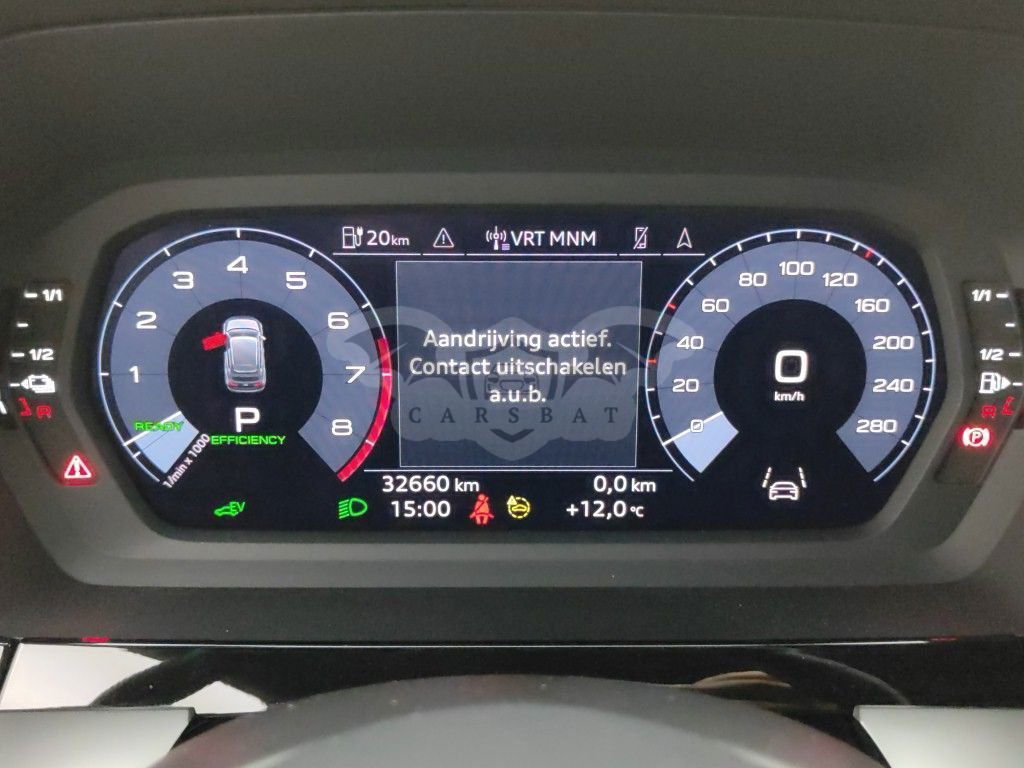 20 km
VRT MNM
1/1
1/2
1
2
3
4
5
6
7
8
READY
1/min x 1000
P
EFFICIENCY
Aandrijving actief.
Contact uitschakelen
a.u.b.
CARSBAT
0
20
40
60
80
100
120
160
200
240
280
0
km/h
1/1
1/2
P
32660 km
0,0 km
EV
15:00
+12,0 °C